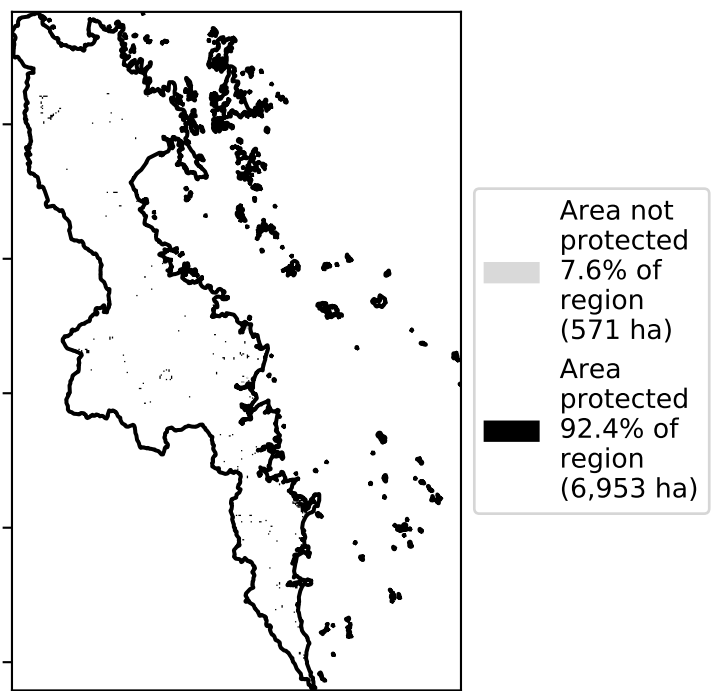 Area not
protected
7.6% of
region
(571 ha)
Area
protected
92.4% of
region
(6,953 ha)